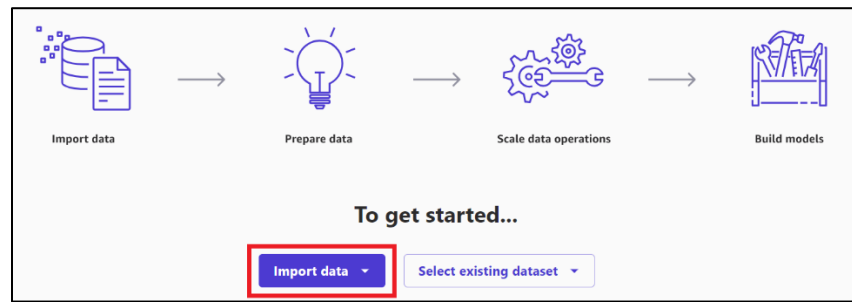 Import data
Prepare data
Scale data operations
Build models
To get started...
Import data
Select existing dataset